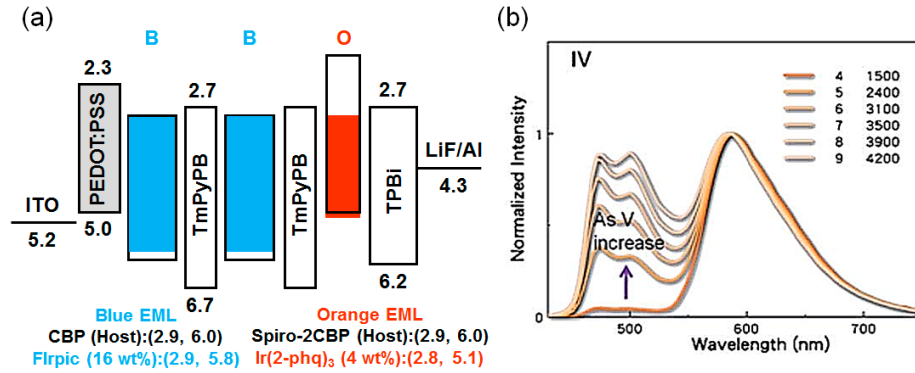 (a)
B B O
2.3
2.7
2.7
PEDOT:PSS
TmPyPB
TmPyPB
TPBi
LiF/Al
4.3
ITO
5.2
5.0
6.7
6.2
Blue EML
CBP (Host):(2.9, 6.0)
FIrpic (16 wt%):(2.9, 5.8)
Orange EML
Spiro-2CBP (Host):(2.9, 6.0)
Ir(2-phq)3 (4 wt%):(2.8, 5.1)
(b)
IV
4 1500
5 2400
6 3100
7 3500
8 3900
9 4200
1
0
Normalized Intensity
As V
increase
500 600 700
Wavelength (nm)